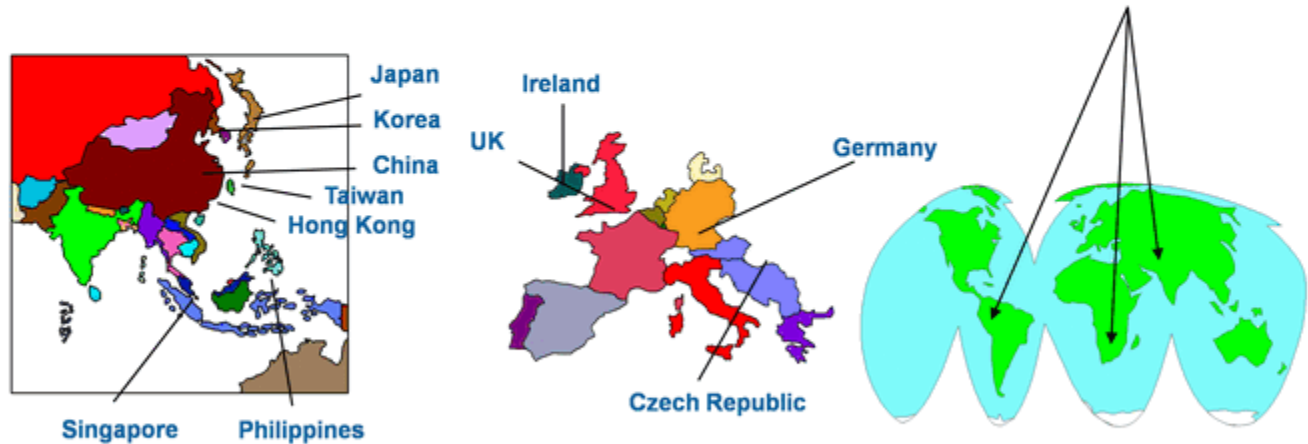 Japan
Korea
China
Taiwan
Hong Kong
Singapore
Philippines
Ireland
UK
Germany
Czech Republic